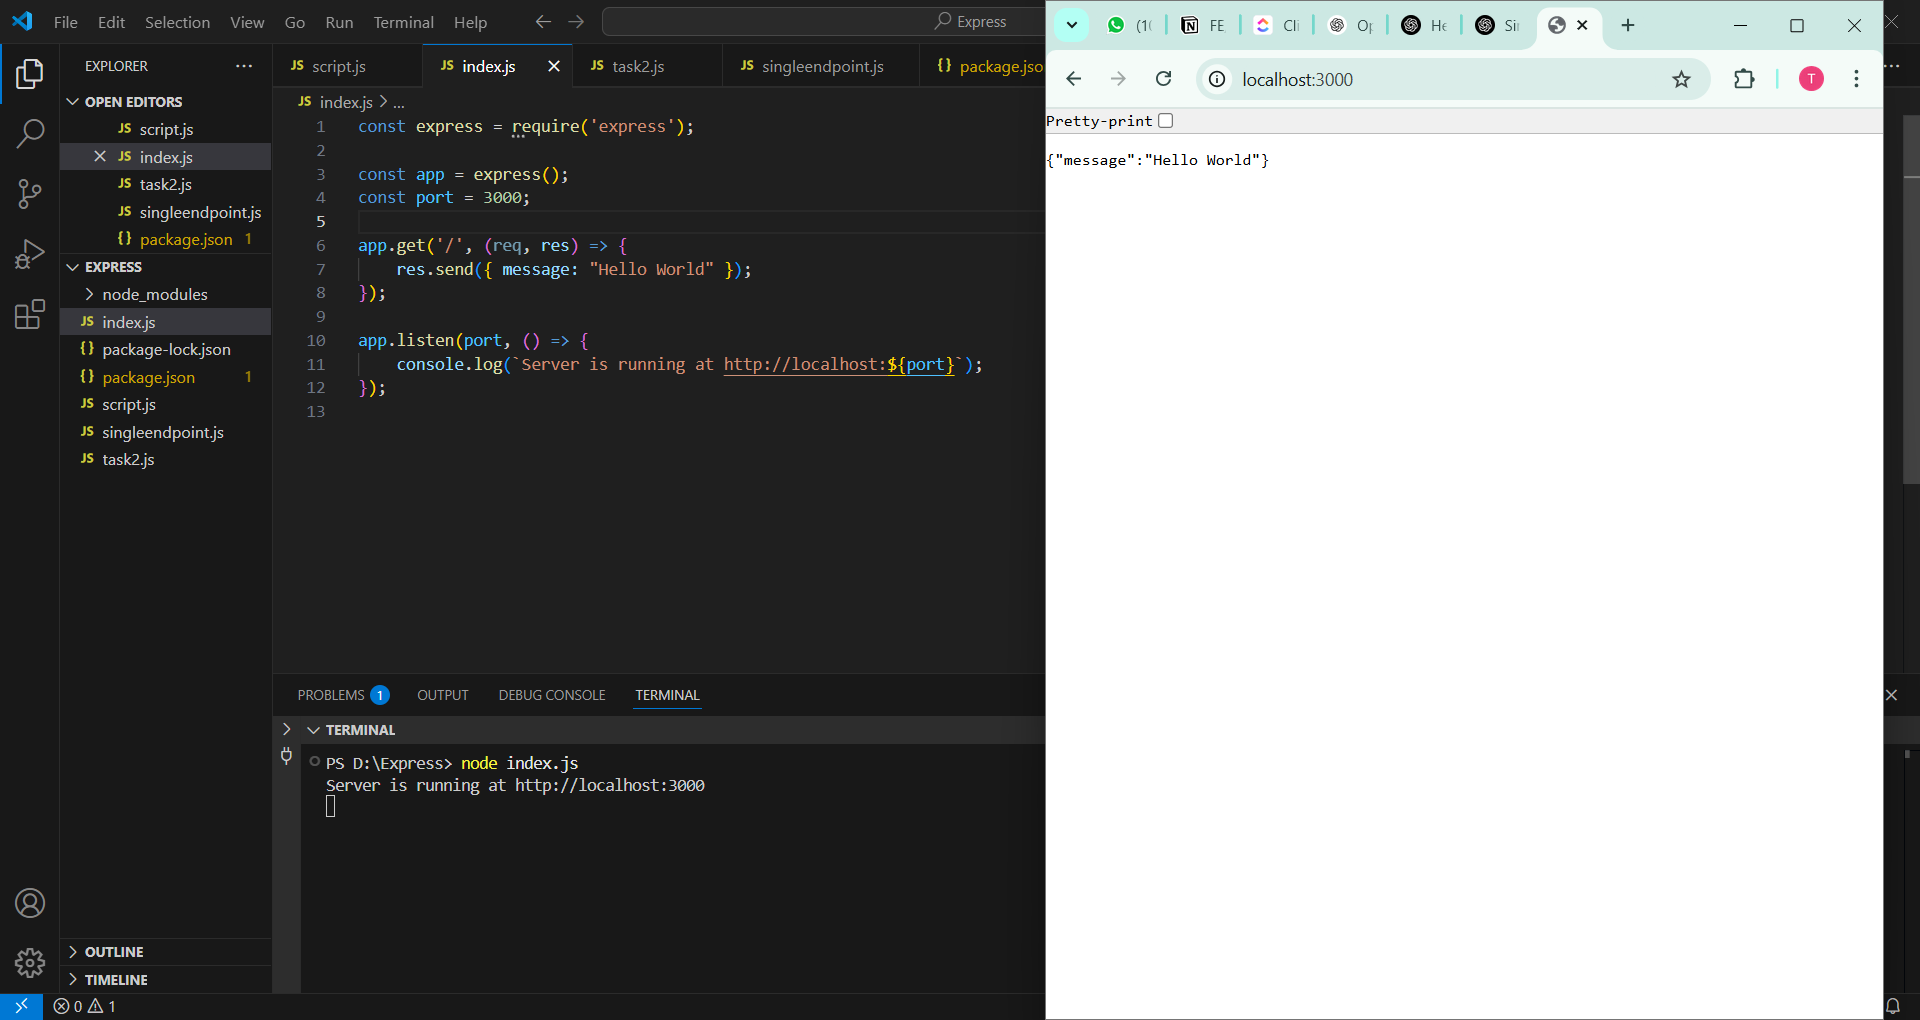 File Edit Selection View Go Run Terminal Help
Express
EXPLORER
OPEN EDITORS
JS script.js
JS index.js
JS task2.js
JS singleendpoint.js
{} package.json 1
EXPRESS
node_modules
JS index.js
{} package-lock.json
{} package.json 1
JS script.js
JS singleendpoint.js
JS task2.js
OUTLINE
TIMELINE
0 1
JS script.js JS index.js JS task2.js JS singleendpoint.js {} package.jso
JS index.js > ...
1 const express = require('express');
2
3 const app = express();
4 const port = 3000;
5
6 app.get('/', (req, res) => {
7 res.send({ message: "Hello World" });
8 });
9
10 app.listen(port, () => {
11 console.log(`Server is running at http://localhost:${port}`);
12 });
13
PROBLEMS 1 OUTPUT DEBUG CONSOLE TERMINAL
TERMINAL
PS D:\Express> node index.js
Server is running at http://localhost:3000
FE Cli He Sin
localhost:3000
T
Pretty-print
{"message":"Hello World"}